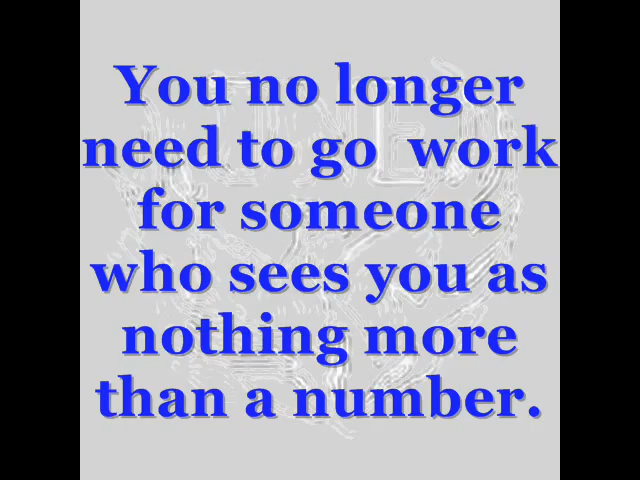 You no longer
need to go work
for someone
who sees you as
nothing more
than a number.